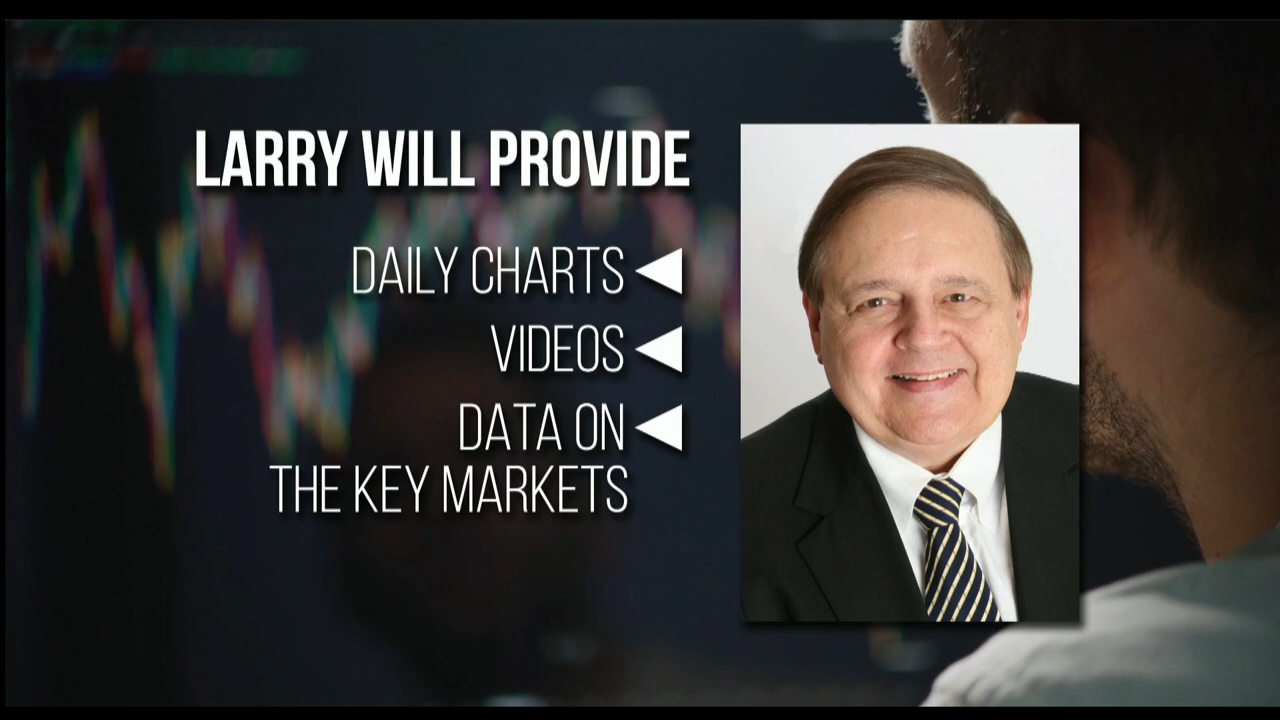 LARRY WILL PROVIDE
DAILY CHARTS
VIDEOS
DATA ON
THE KEY MARKETS